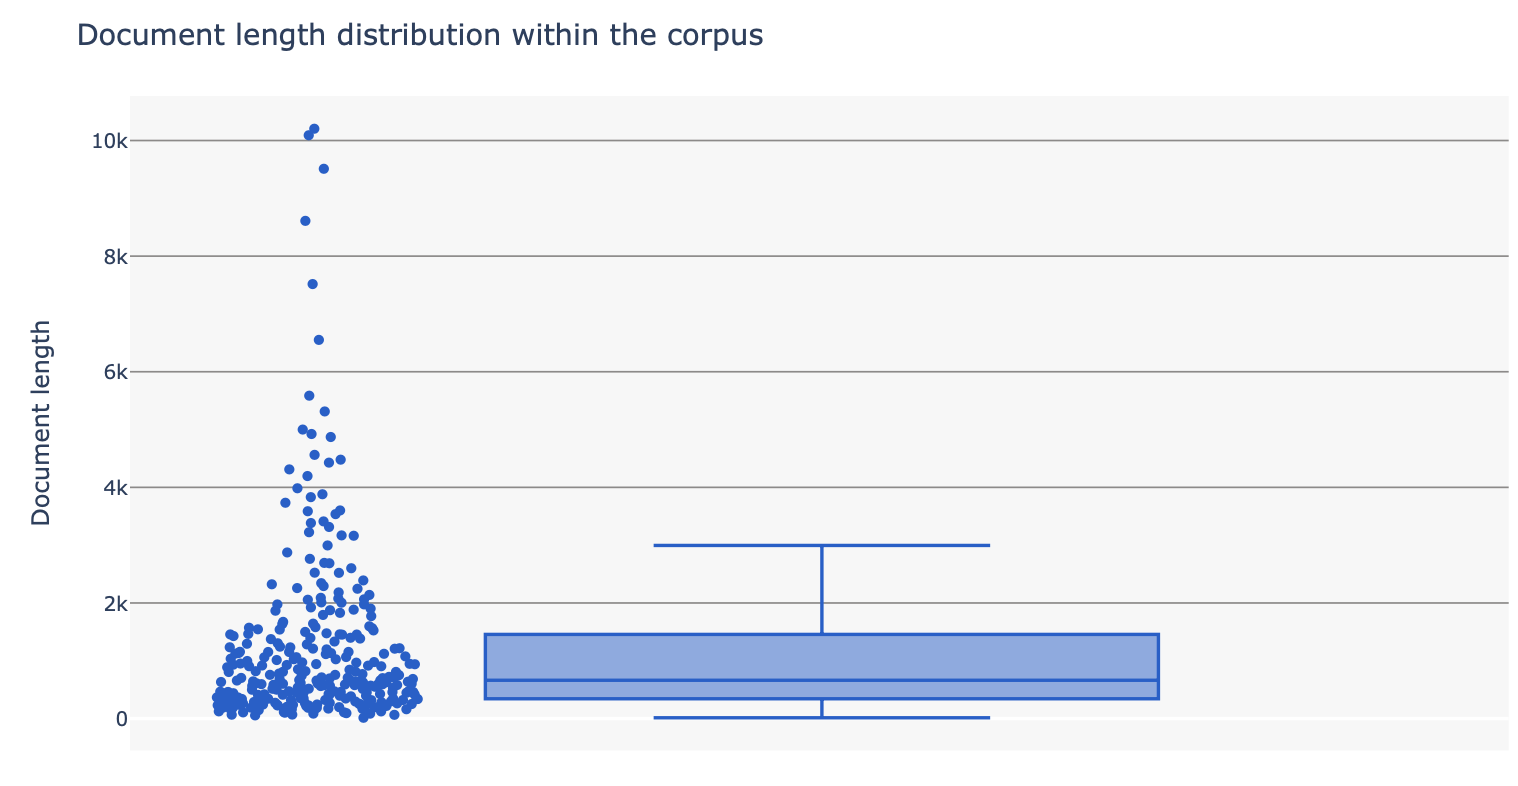 Document length distribution within the corpus
10k
8k
6k
4k
2k
0
Document length